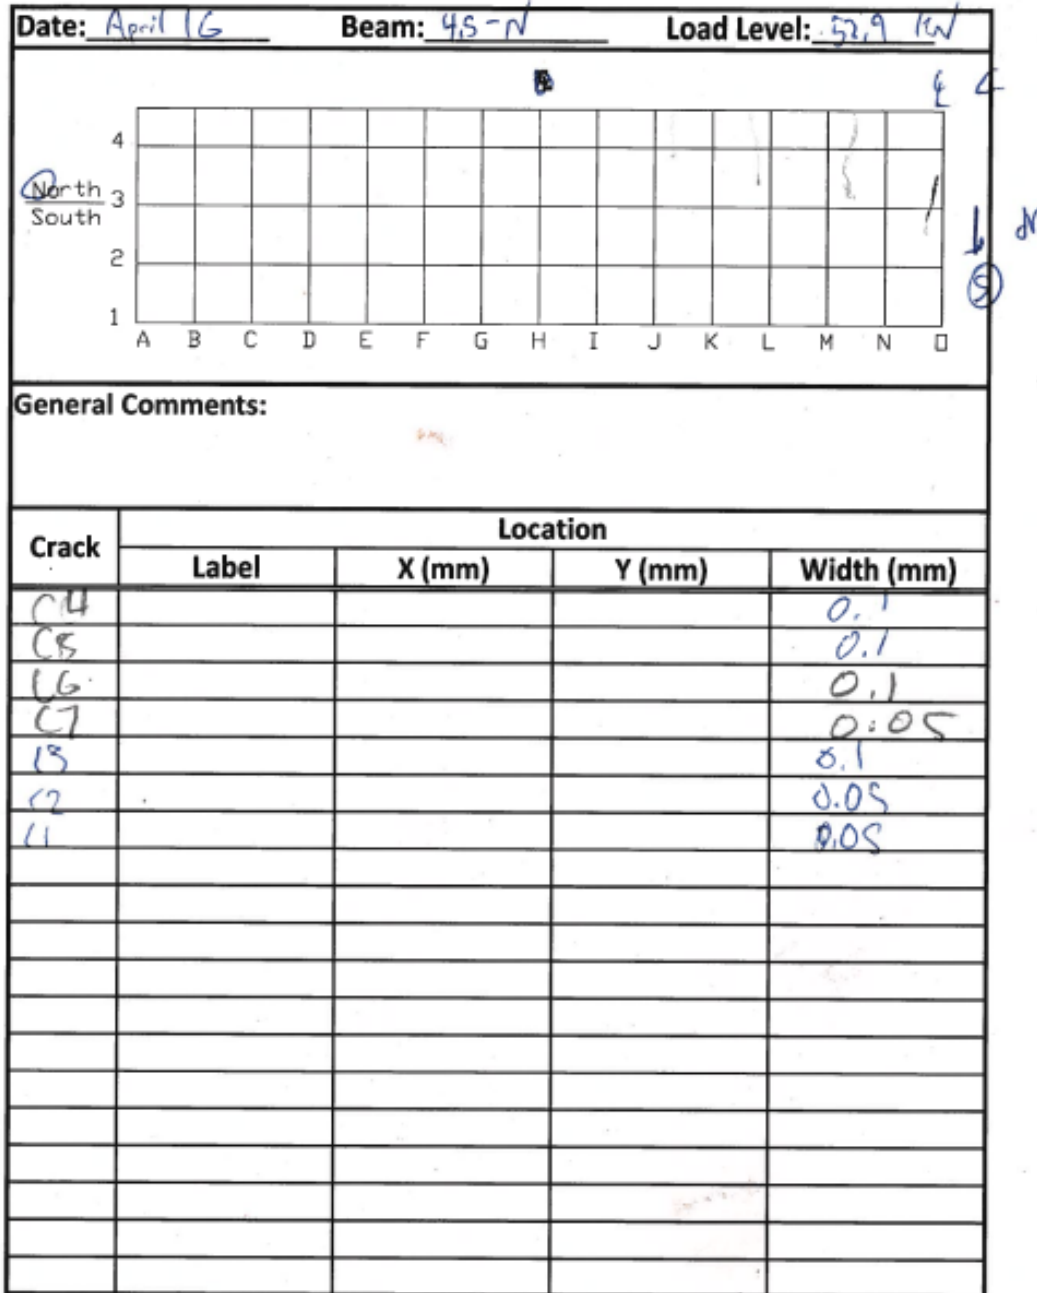 Date: April 16 Beam: 4,5-N Load Level: 52,9 KN
℄
4
North 3
South
N
2
S
1
A B C D E F G H I J K L M N O
General Comments:
Crack Location
Label X (mm) Y (mm) Width (mm)
C4 0.1
C5 0.1
C6 0.1
C7 0.05
C3 0.1
C2 0.05
C1 0.05